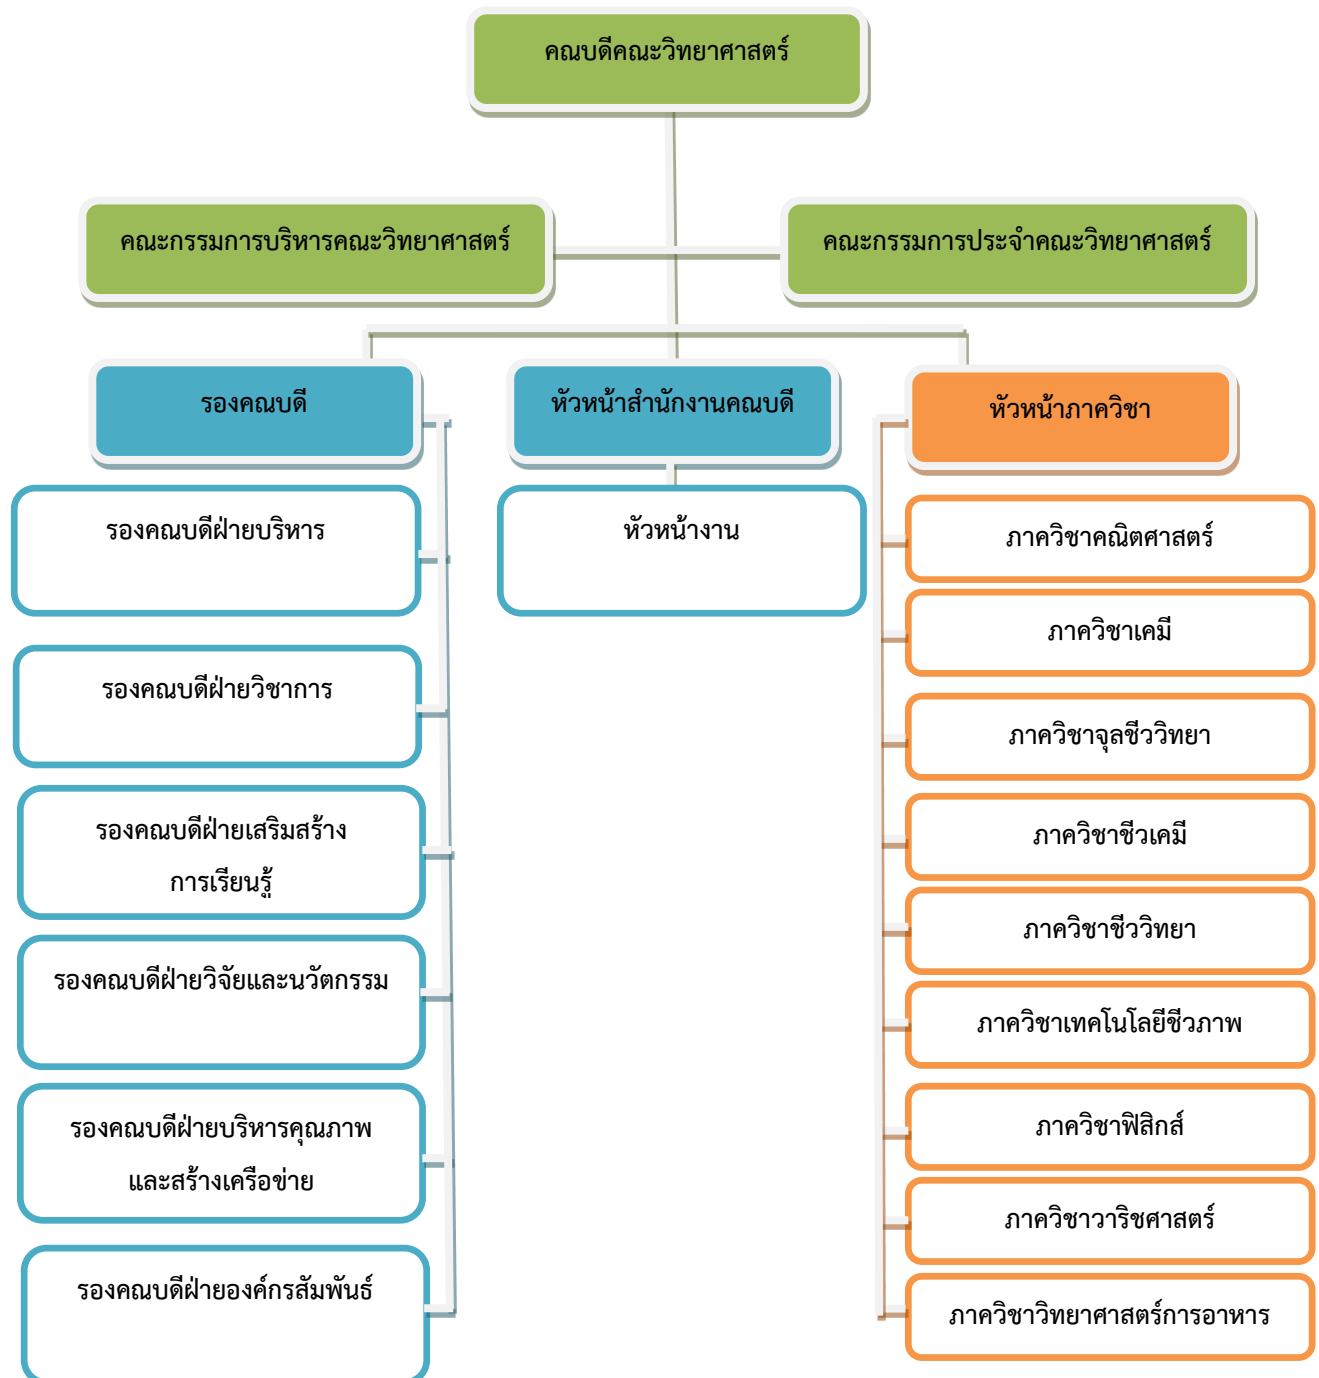 คณบดีคณะวิทยาศาสตร์
คณะกรรมการบริหารคณะวิทยาศาสตร์
คณะกรรมการประจำคณะวิทยาศาสตร์
รองคณบดี
หัวหน้าสำนักงานคณบดี
หัวหน้าภาควิชา
รองคณบดีฝ่ายบริหาร
รองคณบดีฝ่ายวิชาการ
รองคณบดีฝ่ายเสริมสร้าง
การเรียนรู้
รองคณบดีฝ่ายวิจัยและนวัตกรรม
รองคณบดีฝ่ายบริหารคุณภาพ
และสร้างเครือข่าย
รองคณบดีฝ่ายองค์กรสัมพันธ์
หัวหน้างาน
ภาควิชาคณิตศาสตร์
ภาควิชาเคมี
ภาควิชาจุลชีววิทยา
ภาควิชาชีวเคมี
ภาควิชาชีววิทยา
ภาควิชาเทคโนโลยีชีวภาพ
ภาควิชาฟิสิกส์
ภาควิชาวาริชศาสตร์
ภาควิชาวิทยาศาสตร์การอาหาร